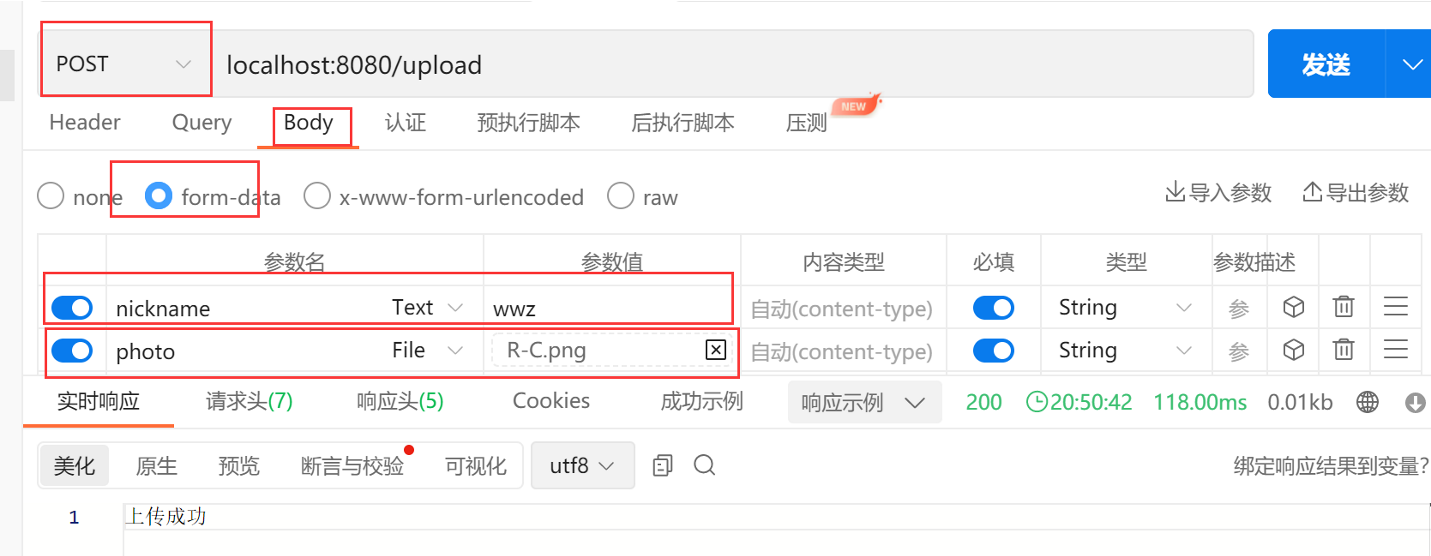 POST localhost:8080/upload 发送
Header Query Body 认证 预执行脚本 后执行脚本 压测 NEW
none form-data x-www-form-urlencoded raw 导入参数 导出参数
参数名 参数值 内容类型 必填 类型 参数描述
nickname Text wwz 自动(content-type) String 参
photo File R-C.png 自动(content-type) String 参
实时响应 请求头(7) 响应头(5) Cookies 成功示例 响应示例 200 20:50:42 118.00ms 0.01kb
美化 原生 预览 断言与校验 可视化 utf8 绑定响应结果到变量?
1 上传成功